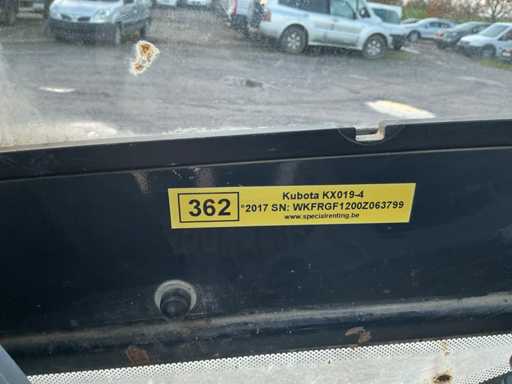 362
Kubota KX019-4
°2017 SN: WKFRGF1200Z063799
www.specialrenting.be